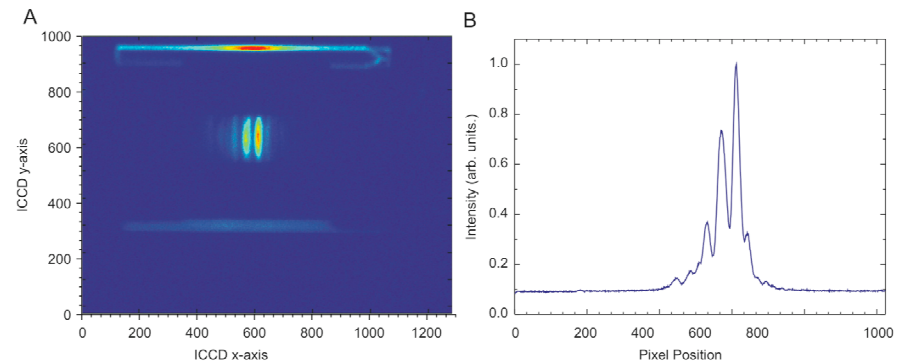 A
1000
800
600
400
200
0
ICCD y-axis
0 200 400 600 800 1000 1200
ICCD x-axis
B
1.0
0.8
0.6
0.4
0.2
0.0
Intensity (arb. units.)
0 200 400 600 800 1000
Pixel Position